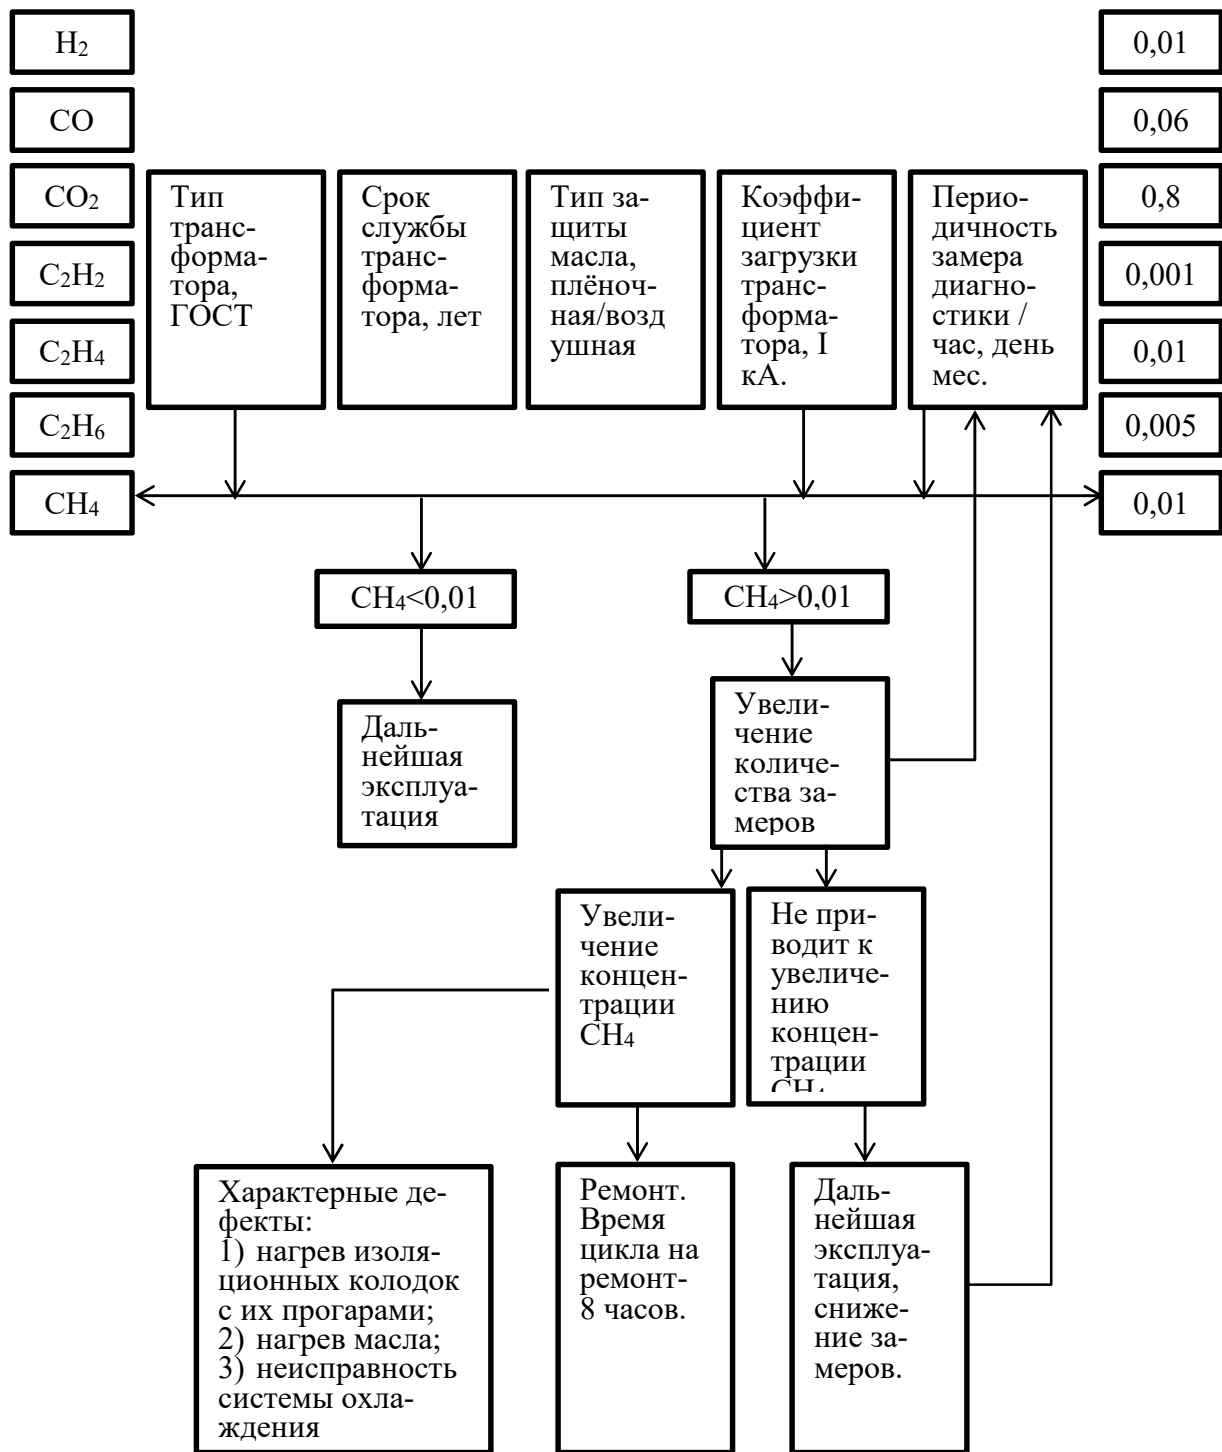 H₂
0,01
CO
0,06
CO₂
0,8
C₂H₂
0,001
C₂H₄
0,01
C₂H₆
0,005
CH₄
0,01
Тип
транс-
форма-
тора,
ГОСТ
Срок
службы
транс-
форма-
тора, лет
Тип за-
щиты
масла,
плёноч-
ная/возд
ушная
Коэффи-
циент
загрузки
транс-
форма-
тора, I
кА.
Перио-
дичность
замера
диагно-
стики /
час, день
мес.
CH₄<0,01
CH₄>0,01
Даль-
нейшая
эксплуа-
тация
Увели-
чение
количе-
ства за-
меров
Увели-
чение
концен-
трации
CH₄
Не при-
водит к
увеличе-
нию
концен-
трации
CH₄
Характерные де-
фекты:
1) нагрев изоля-
ционных колодок
с их прогарами;
2) нагрев масла;
3) неисправность
системы охла-
ждения
Ремонт.
Время
цикла на
ремонт-
8 часов.
Даль-
нейшая
эксплуа-
тация,
сниже-
ние за-
меров.